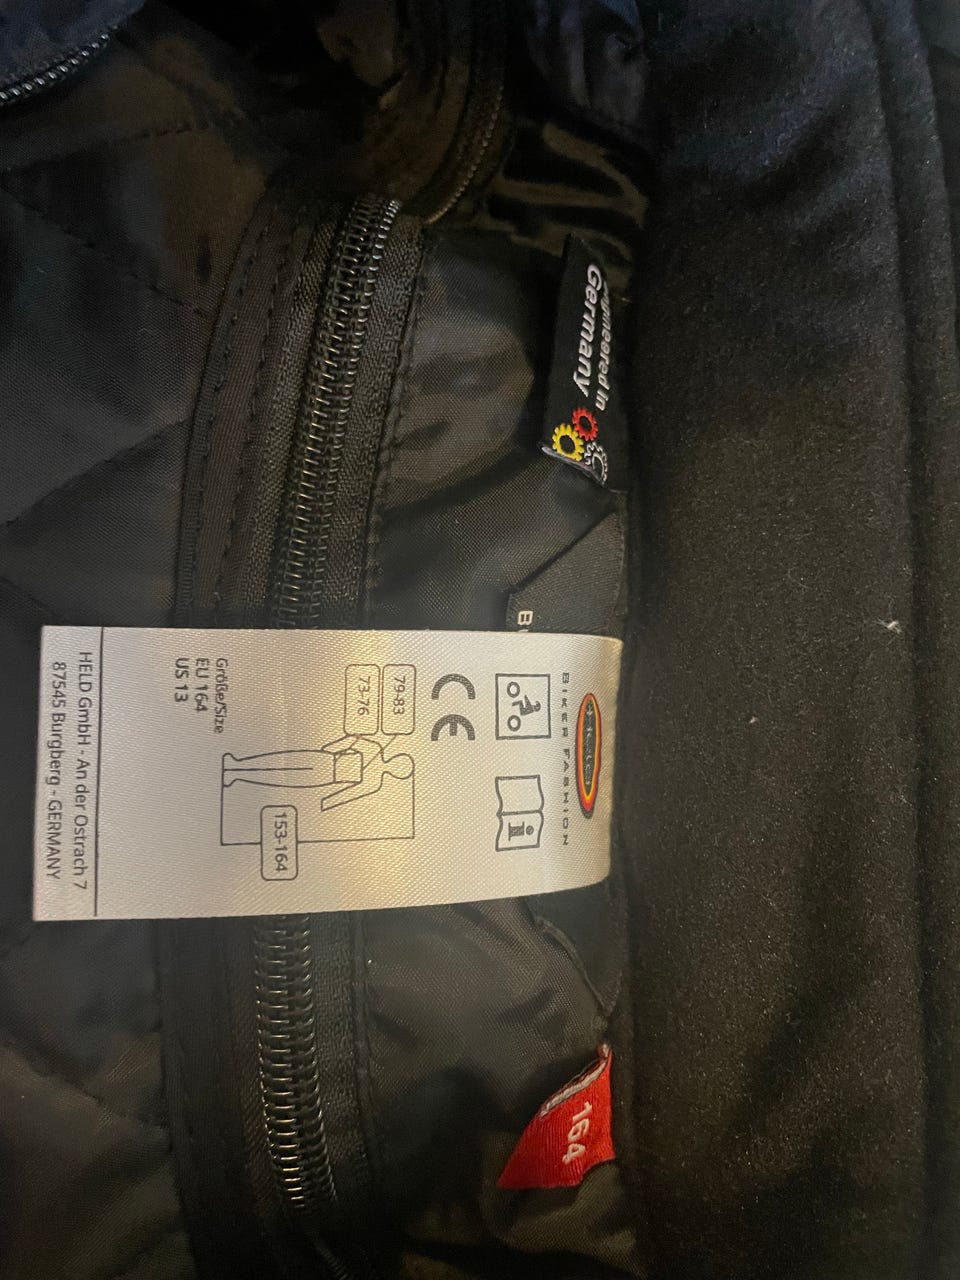 Engineered in
Germany
Held
BIKER FASHION
i
CE
79-83
73-76
153-164
Größe/Size
EU 164
US 13
HELD GmbH - An der Ostrach 7
87545 Burgberg - GERMANY
164